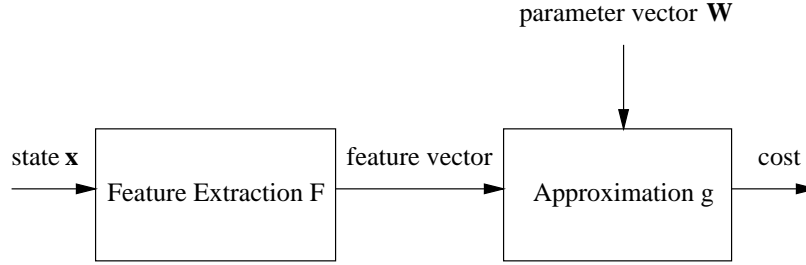 parameter vector W
state x
Feature Extraction F
feature vector
Approximation g
cost